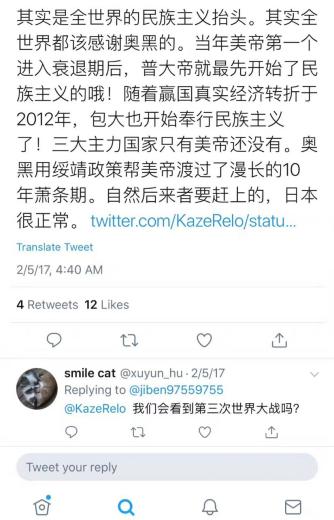 其实是全世界的民族主义抬头。其实全
世界都该感谢奥黑的。当年美帝第一个
进入衰退期后，普大帝就最先开始了民
族主义的哦！随着赢国真实经济转折于
2012年，包大也开始奉行民族主义
了！三大主力国家只有美帝还没有。奥
黑用绥靖政策帮美帝渡过了漫长的10
年萧条期。自然后来者要赶上的，日本
很正常。 twitter.com/KazeRelo/statu...
Translate Tweet
2/5/17, 4:40 AM
4 Retweets 12 Likes
smile cat @xuyun_hu · 2/5/17
Replying to @jiben97559755
@KazeRelo 我们会看到第三次世界大战吗?
Tweet your reply